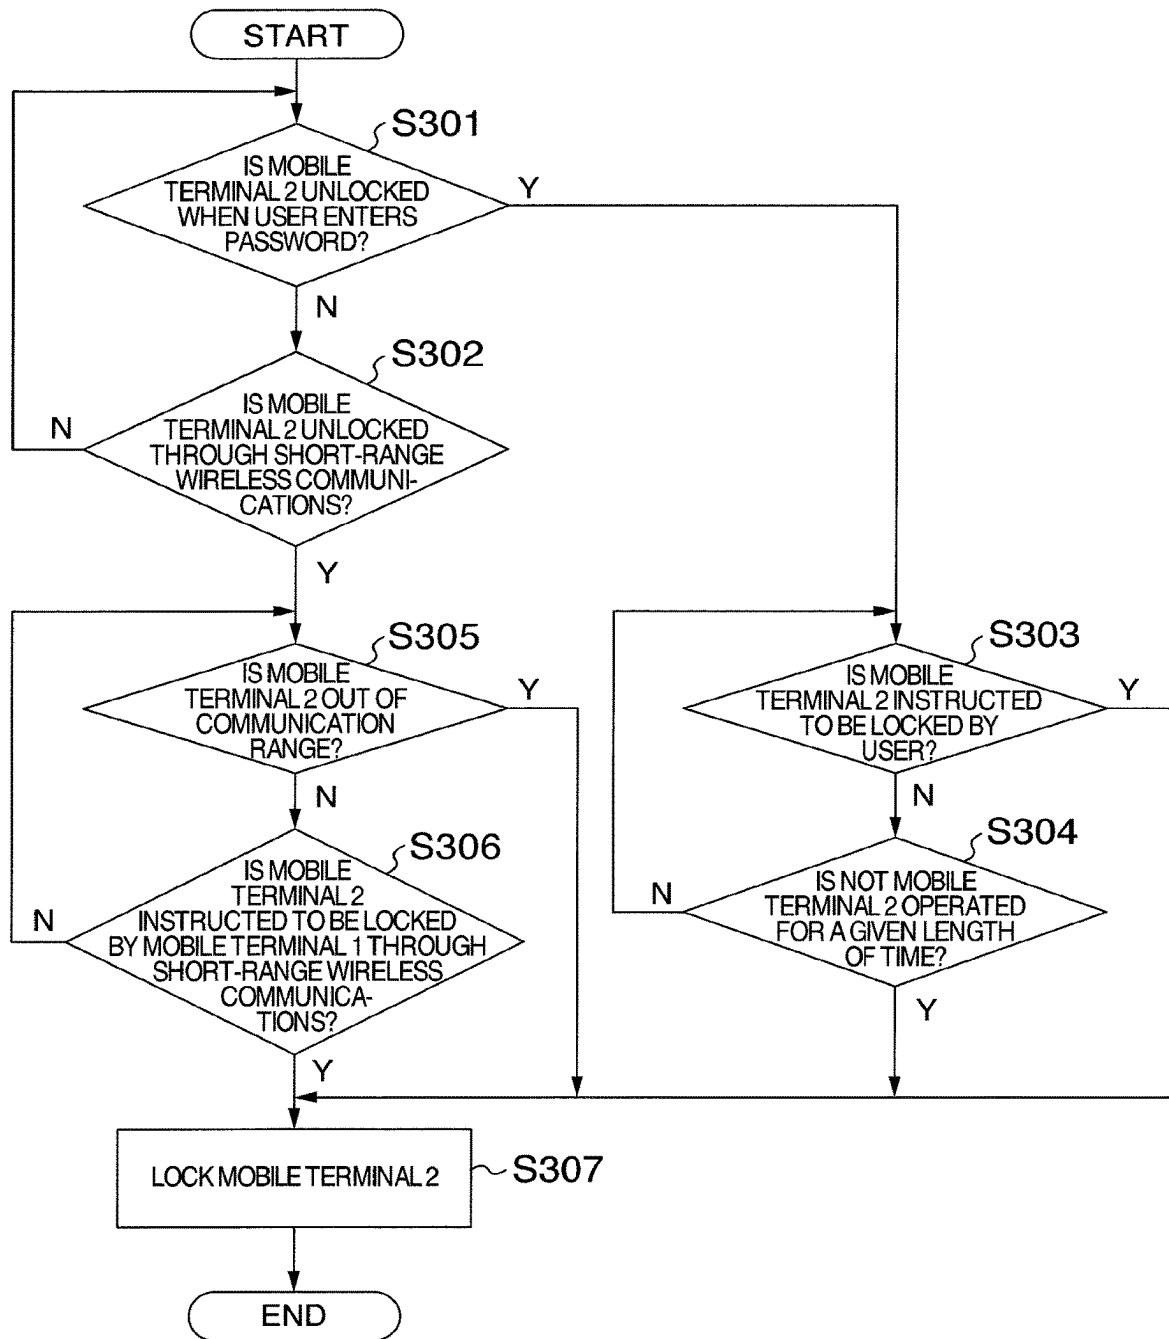 START
S301
IS MOBILE
TERMINAL 2 UNLOCKED
WHEN USER ENTERS
PASSWORD?
Y
N
S302
IS MOBILE
TERMINAL 2 UNLOCKED
THROUGH SHORT-RANGE
WIRELESS COMMUNI-
CATIONS?
N
Y
S305
IS MOBILE
TERMINAL 2 OUT OF
COMMUNICATION
RANGE?
Y
N
S306
IS MOBILE
TERMINAL 2
INSTRUCTED TO BE LOCKED
BY MOBILE TERMINAL 1 THROUGH
SHORT-RANGE WIRELESS
COMMUNICA-
TIONS?
N
Y
S303
IS MOBILE
TERMINAL 2 INSTRUCTED
TO BE LOCKED BY
USER?
Y
N
S304
IS NOT MOBILE
TERMINAL 2 OPERATED
FOR A GIVEN LENGTH
OF TIME?
N
Y
LOCK MOBILE TERMINAL 2
S307
END